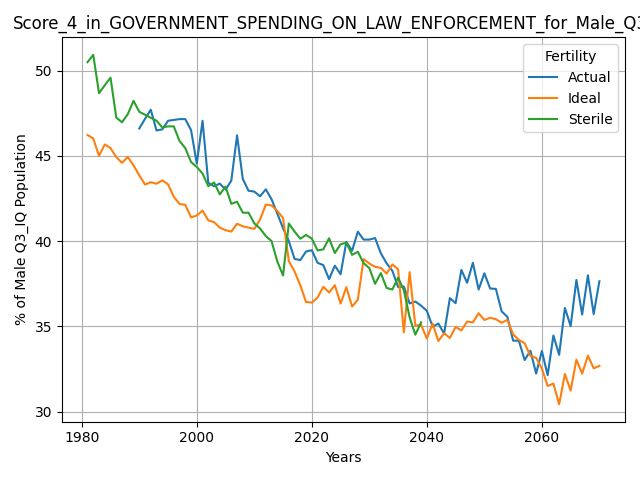 Score_4_in_GOVERNMENT_SPENDING_ON_LAW_ENFORCEMENT_for_Male_Q3
Fertility
Actual
Ideal
Sterile
% of Male Q3_IQ Population
50
45
40
35
30
1980 2000 2020 2040 2060
Years